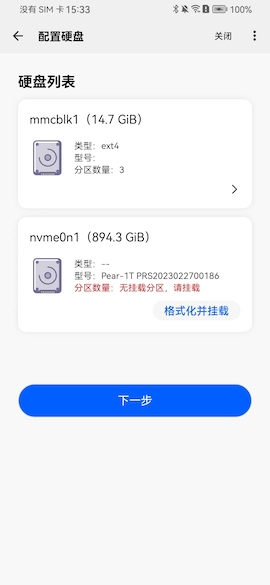 没有 SIM 卡 15:33
100%
配置硬盘
关闭
硬盘列表
mmcblk1（14.7 GiB）
类型：ext4
型号：
分区数量：3
nvme0n1（894.3 GiB）
类型：--
型号：Pear-1T PRS2023022700186
分区数量：无挂载分区，请挂载
格式化并挂载
下一步